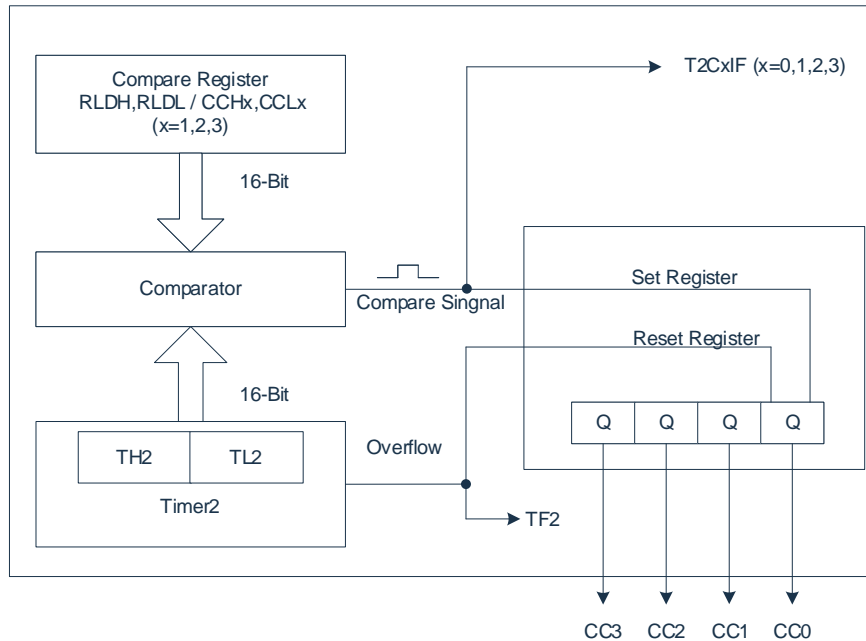 Compare Register
RLDH,RLDL / CCHx,CCLx
(x=1,2,3)
T2CxIF (x=0,1,2,3)
16-Bit
Comparator
Compare Singnal
Set Register
Reset Register
16-Bit
TH2
TL2
Timer2
Overflow
Q
Q
Q
Q
TF2
CC3
CC2
CC1
CC0